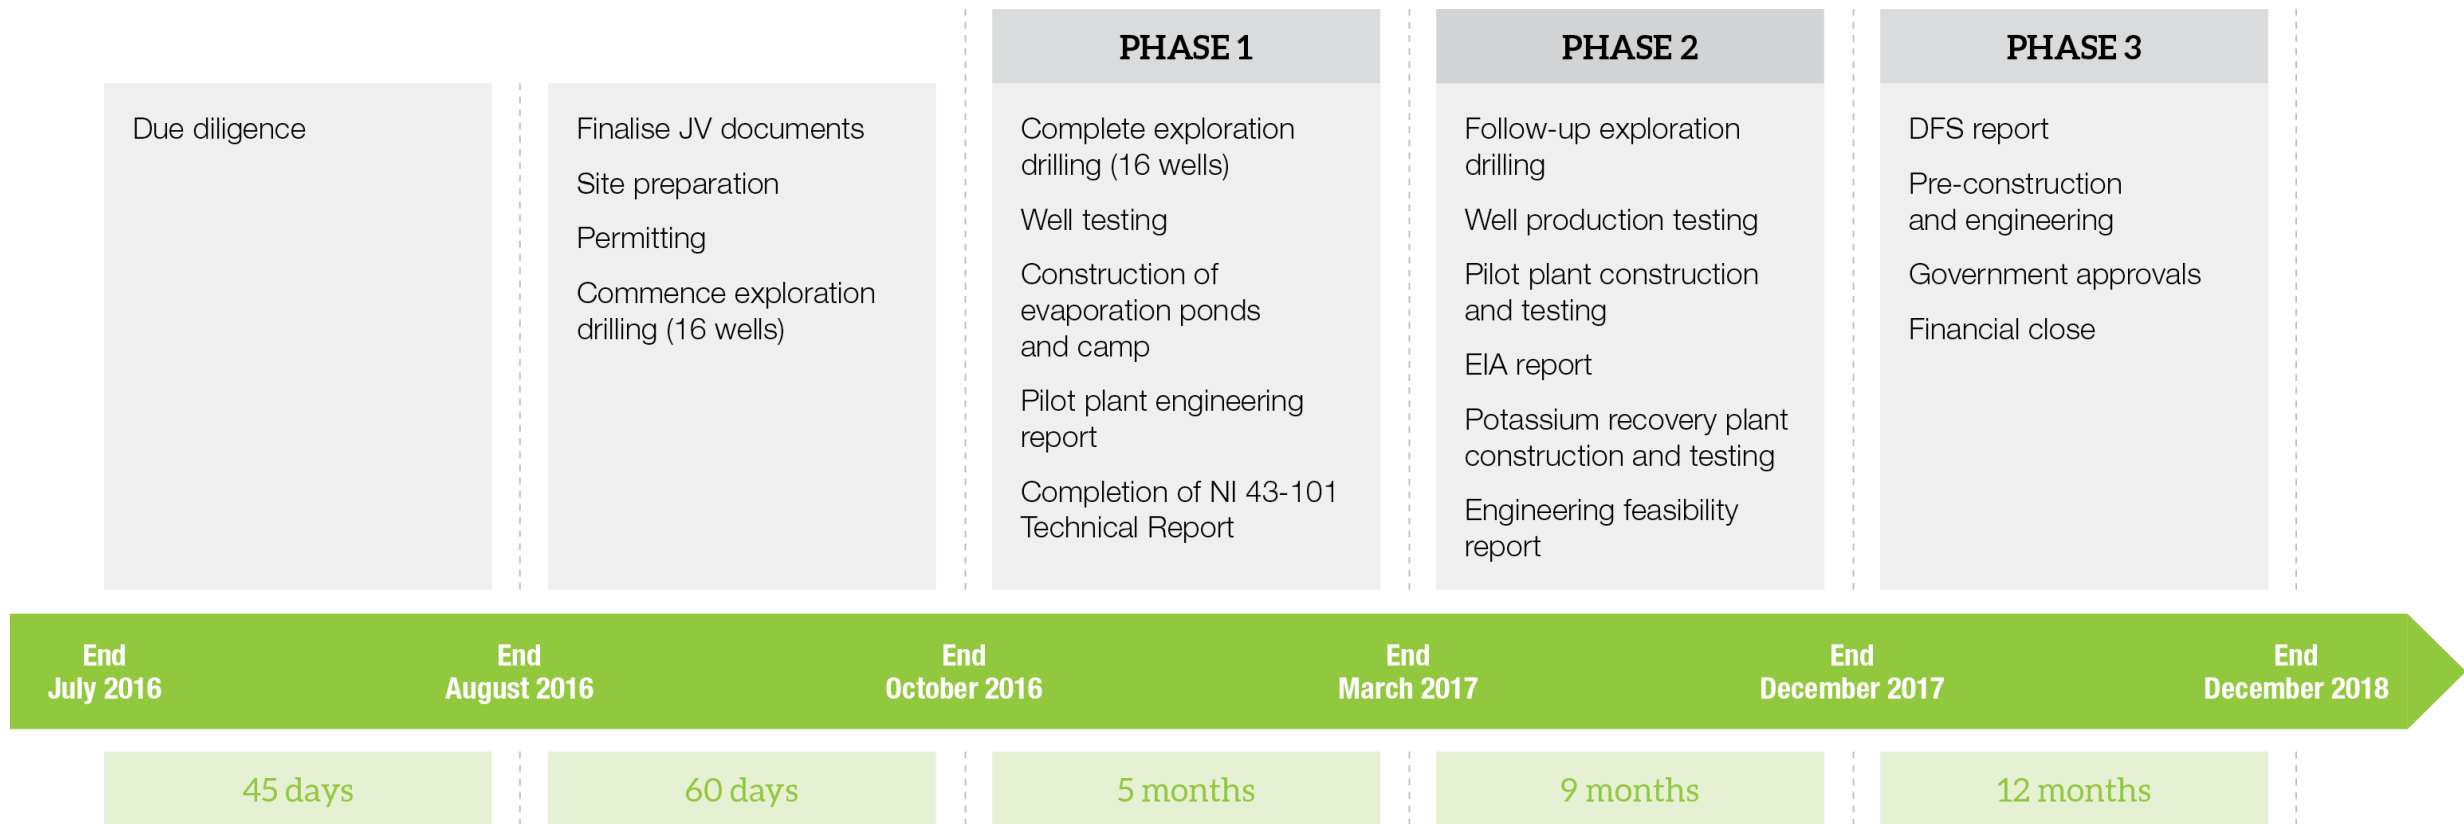 Due diligence
Finalise JV documents
Site preparation
Permitting
Commence exploration
drilling (16 wells)
PHASE 1
Complete exploration
drilling (16 wells)
Well testing
Construction of
evaporation ponds
and camp
Pilot plant engineering
report
Completion of NI 43-101
Technical Report
PHASE 2
Follow-up exploration
drilling
Well production testing
Pilot plant construction
and testing
EIA report
Potassium recovery plant
construction and testing
Engineering feasibility
report
PHASE 3
DFS report
Pre-construction
and engineering
Government approvals
Financial close
End
July 2016
End
August 2016
End
October 2016
End
March 2017
End
December 2017
End
December 2018
45 days
60 days
5 months
9 months
12 months